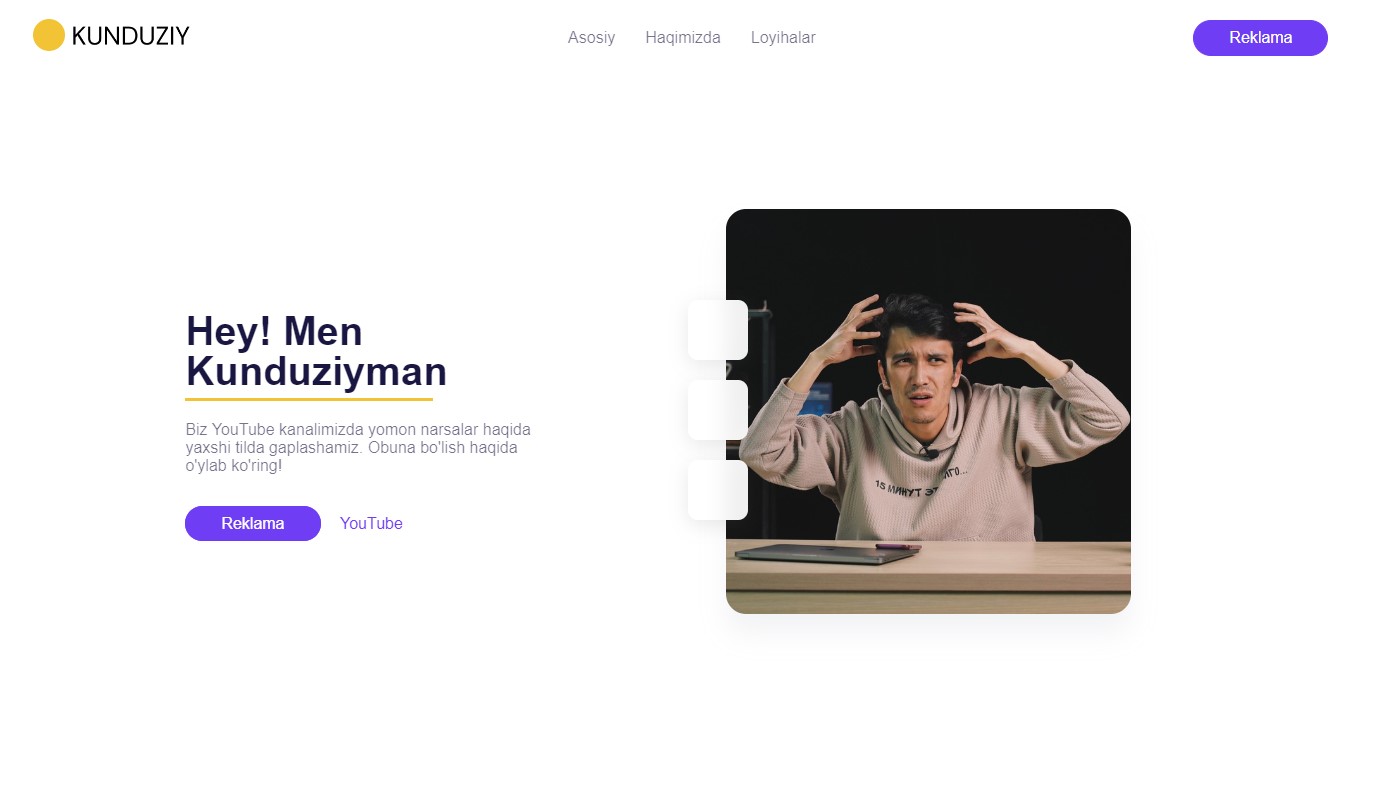 KUNDUZIY
Asosiy
Haqimizda
Loyihalar
Reklama
Hey! Men
Kunduziyman
Biz YouTube kanalimizda yomon narsalar haqida
yaxshi tilda gaplashamiz. Obuna bo'lish haqida
o'ylab ko'ring!
Reklama
YouTube
15 МИНУТ